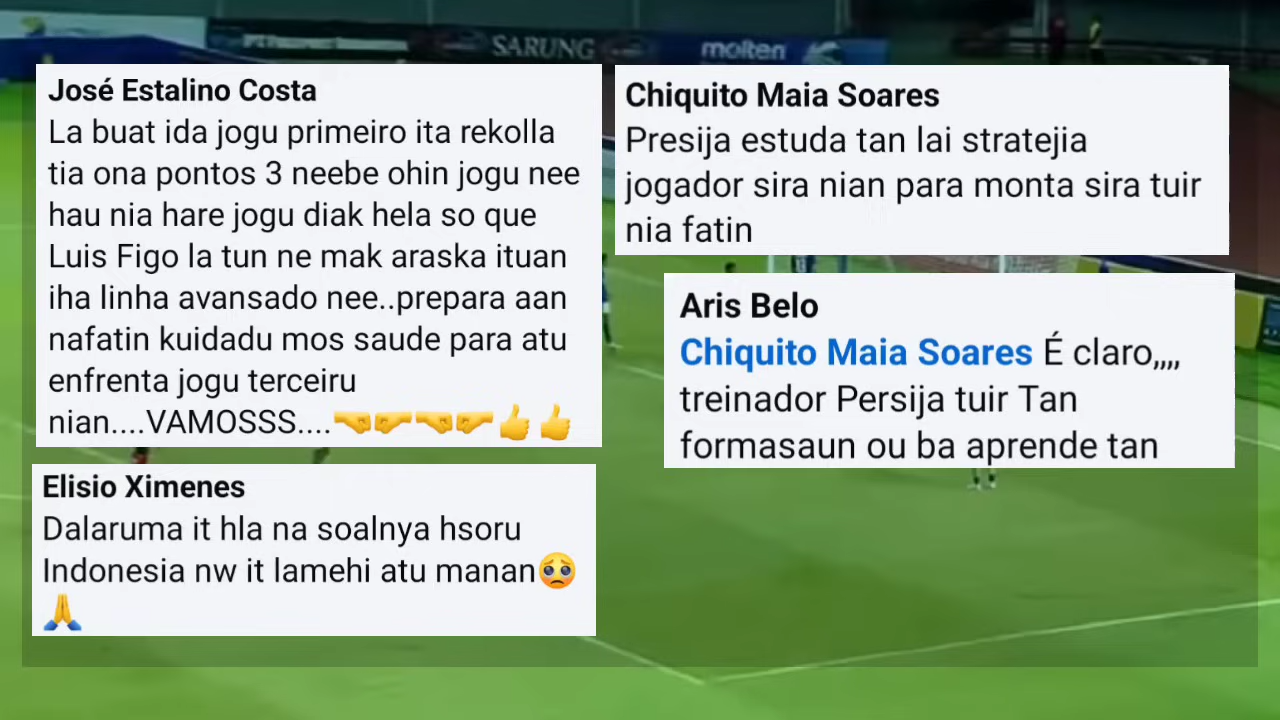 SARUNG
molten
José Estalino Costa
La buat ida jogu primeiro ita rekolla
tia ona pontos 3 neebe ohin jogu nee
hau nia hare jogu diak hela so que
Luis Figo la tun ne mak araska ituan
iha linha avansado nee..prepara aan
nafatin kuidadu mos saude para atu
enfrenta jogu terceiru
nian....VAMOSSS....🤜🤛🤜🤛👍👍
Elisio Ximenes
Dalaruma it hla na soalnya hsoru
Indonesia nw it lamehi atu manan🥺
🙏
Chiquito Maia Soares
Presija estuda tan lai stratejia
jogador sira nian para monta sira tuir
nia fatin
Aris Belo
Chiquito Maia Soares É claro,,,,
treinador Persija tuir Tan
formasaun ou ba aprende tan